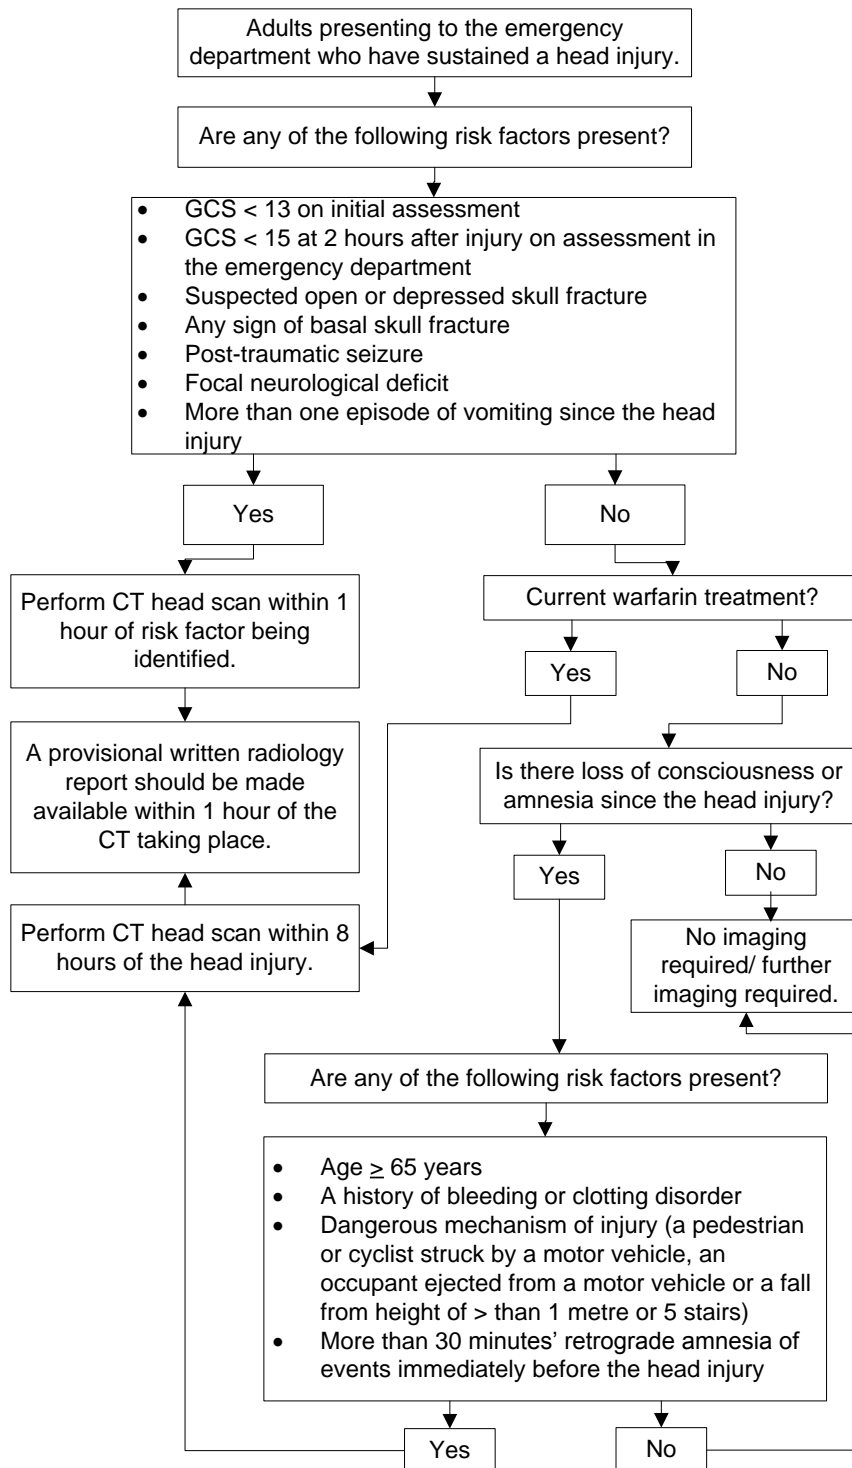 Adults presenting to the emergency
department who have sustained a head injury.
Are any of the following risk factors present?
• GCS < 13 on initial assessment
• GCS < 15 at 2 hours after injury on assessment in
the emergency department
• Suspected open or depressed skull fracture
• Any sign of basal skull fracture
• Post-traumatic seizure
• Focal neurological deficit
• More than one episode of vomiting since the head
injury
Yes
No
Perform CT head scan within 1
hour of risk factor being
identified.
Current warfarin treatment?
Yes
No
A provisional written radiology
report should be made
available within 1 hour of the
CT taking place.
Is there loss of consciousness or
amnesia since the head injury?
Yes
No
Perform CT head scan within 8
hours of the head injury.
No imaging
required/ further
imaging required.
Are any of the following risk factors present?
• Age ≥ 65 years
• A history of bleeding or clotting disorder
• Dangerous mechanism of injury (a pedestrian
or cyclist struck by a motor vehicle, an
occupant ejected from a motor vehicle or a fall
from height of > than 1 metre or 5 stairs)
• More than 30 minutes’ retrograde amnesia of
events immediately before the head injury
Yes
No